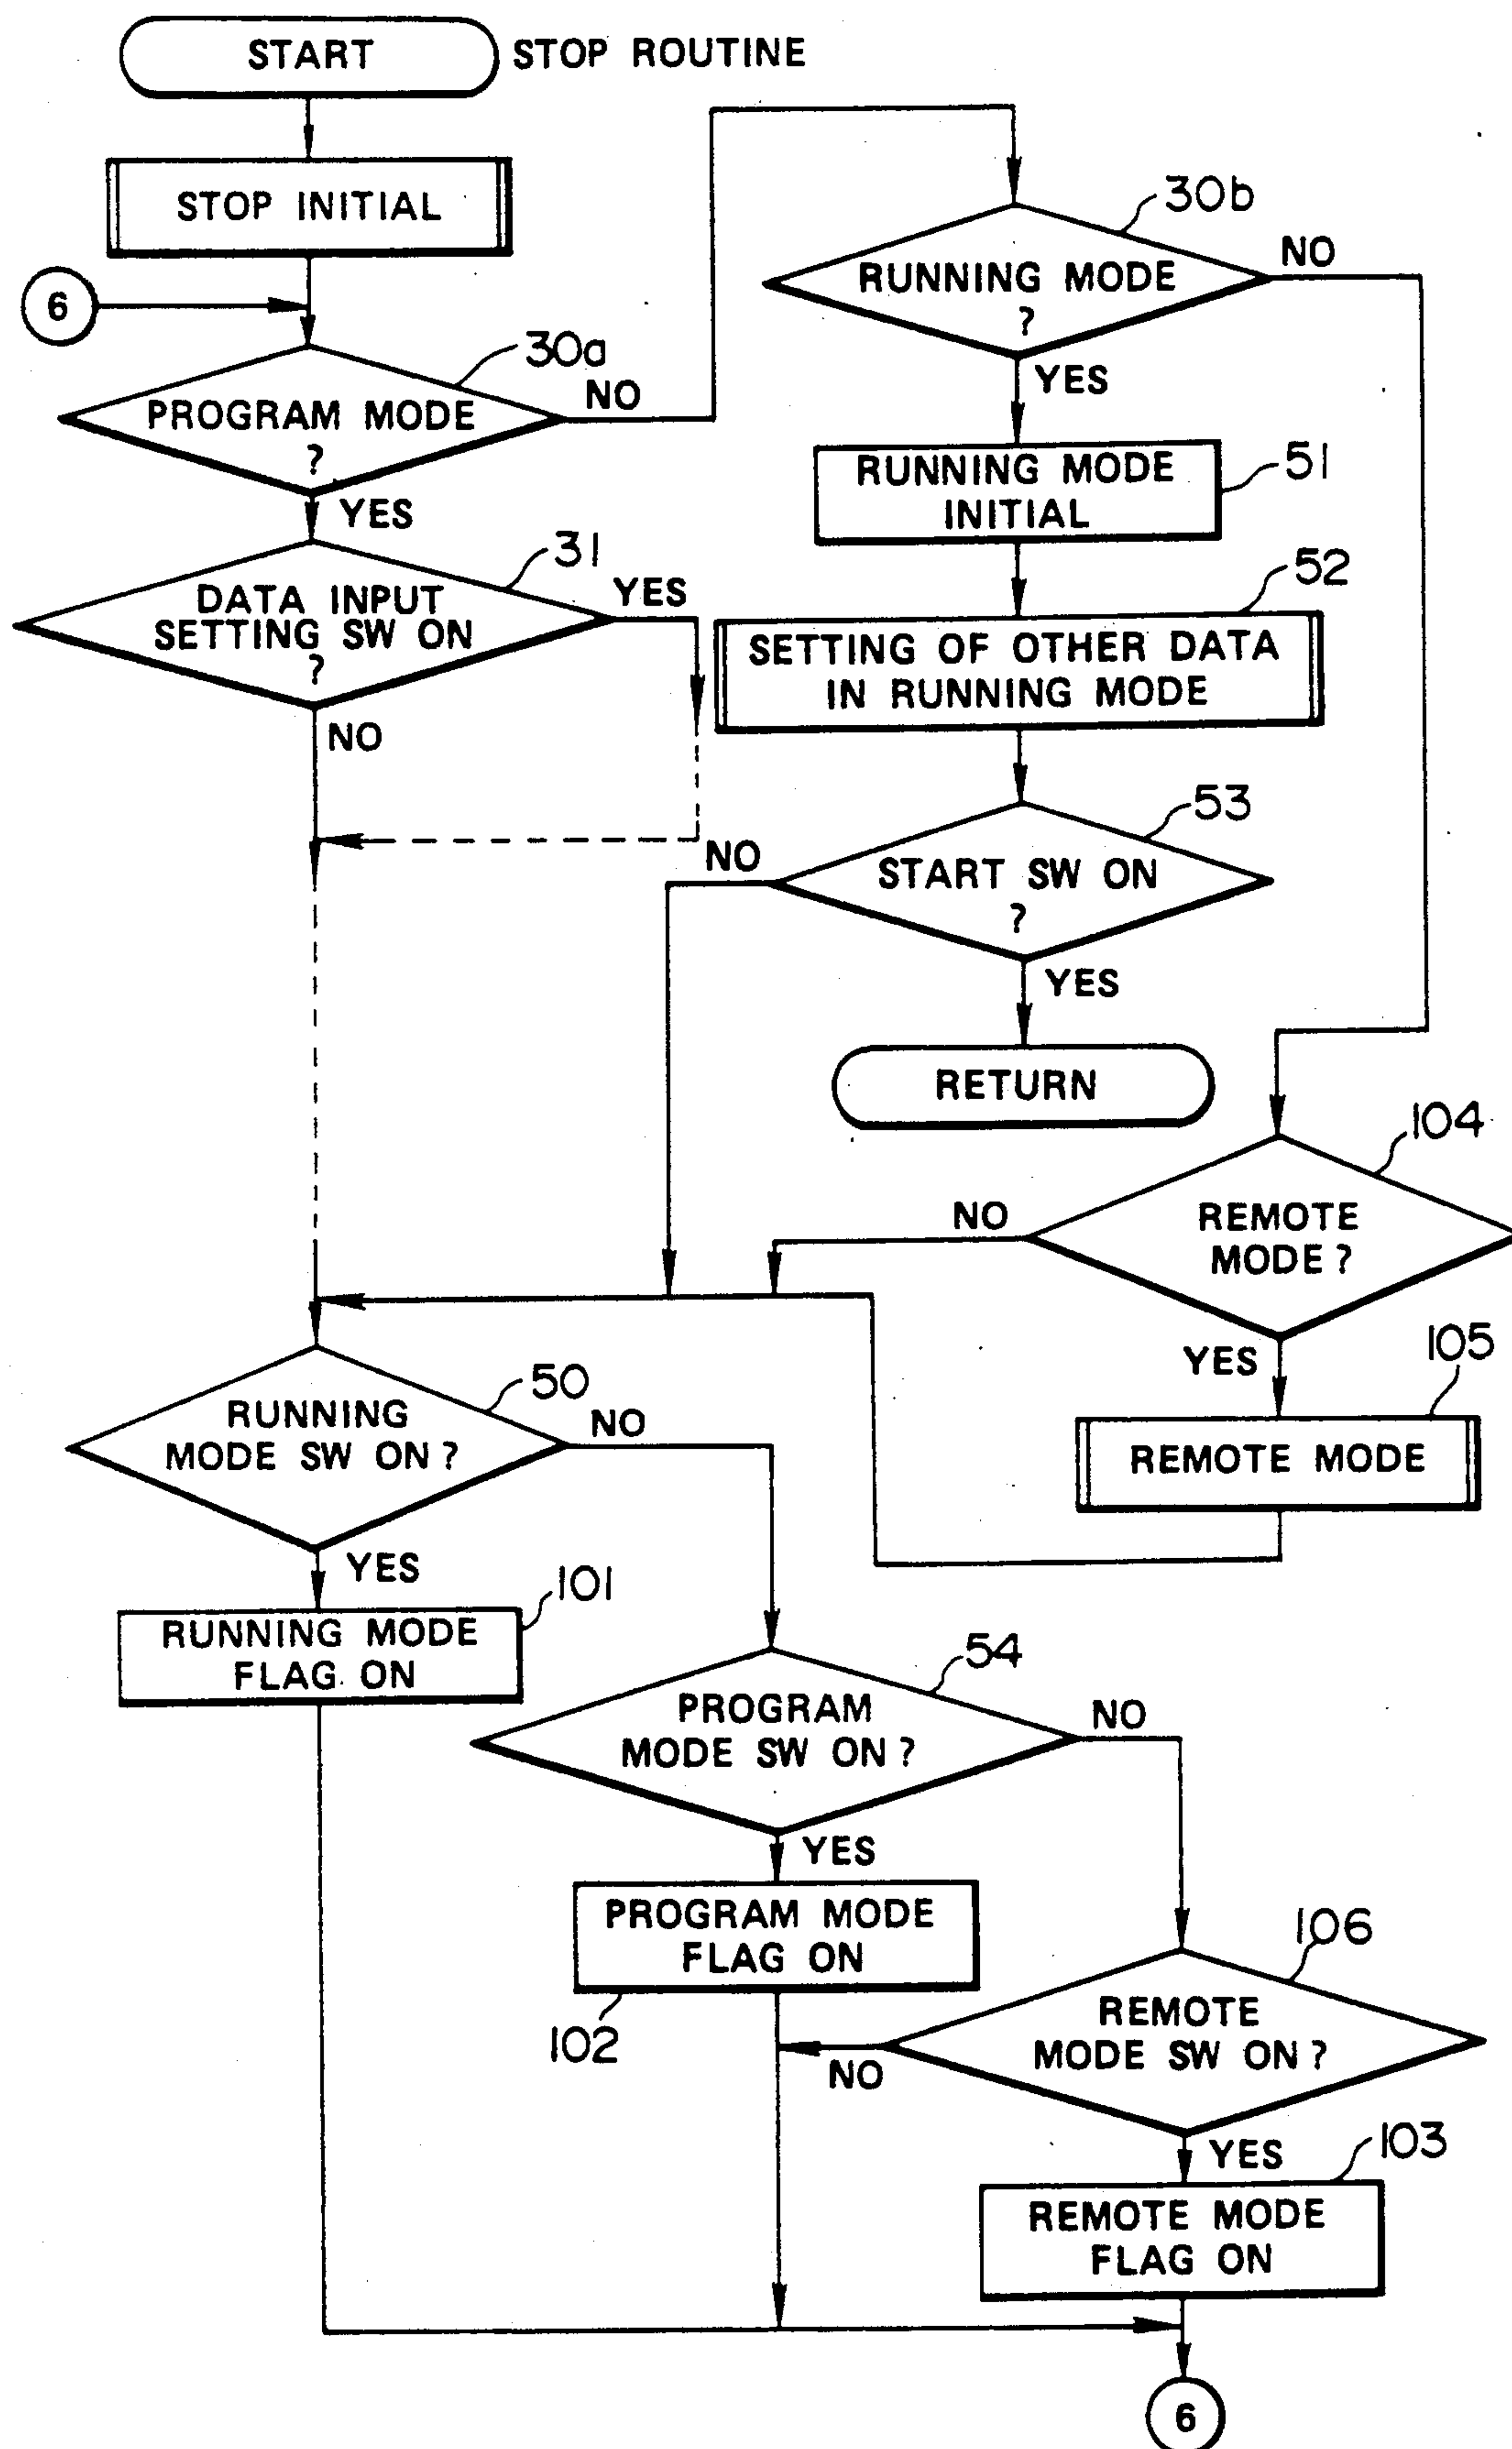 START
STOP ROUTINE
STOP INITIAL
6
30a
PROGRAM MODE
?
NO
YES
31
DATA INPUT
SETTING SW ON
?
YES
NO
30b
RUNNING MODE
?
NO
YES
51
RUNNING MODE
INITIAL
52
SETTING OF OTHER DATA
IN RUNNING MODE
53
START SW ON
?
NO
YES
RETURN
104
REMOTE
MODE?
NO
YES
105
REMOTE MODE
50
RUNNING
MODE SW ON?
NO
YES
101
RUNNING MODE
FLAG ON
54
PROGRAM
MODE SW ON?
NO
YES
PROGRAM MODE
FLAG ON
102
106
REMOTE
MODE SW ON?
NO
YES
103
REMOTE MODE
FLAG ON
6